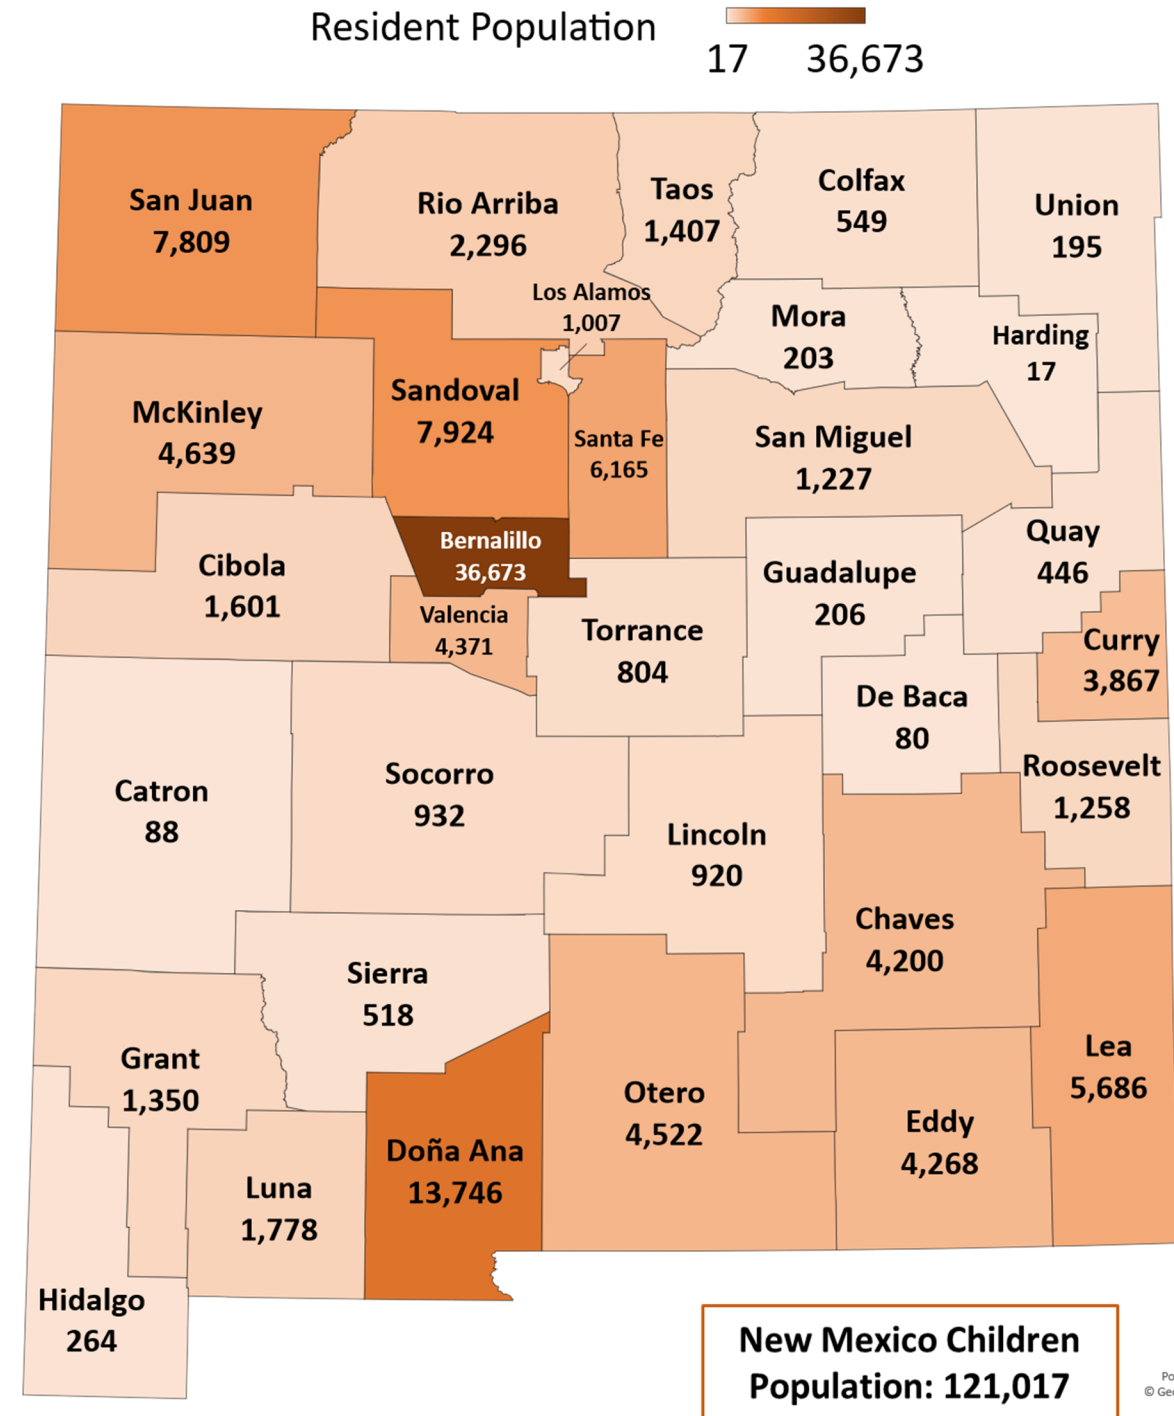 Resident Population
17 36,673
San Juan
7,809
Rio Arriba
2,296
Taos
1,407
Colfax
549
Union
195
Los Alamos
1,007
Mora
203
Harding
17
McKinley
4,639
Sandoval
7,924
Santa Fe
6,165
San Miguel
1,227
Quay
446
Cibola
1,601
Bernalillo
36,673
Valencia
4,371
Torrance
804
Guadalupe
206
Curry
3,867
De Baca
80
Roosevelt
1,258
Catron
88
Socorro
932
Lincoln
920
Chaves
4,200
Sierra
518
Grant
1,350
Otero
4,522
Eddy
4,268
Lea
5,686
Doña Ana
13,746
Luna
1,778
Hidalgo
264
New Mexico Children
Population: 121,017
©